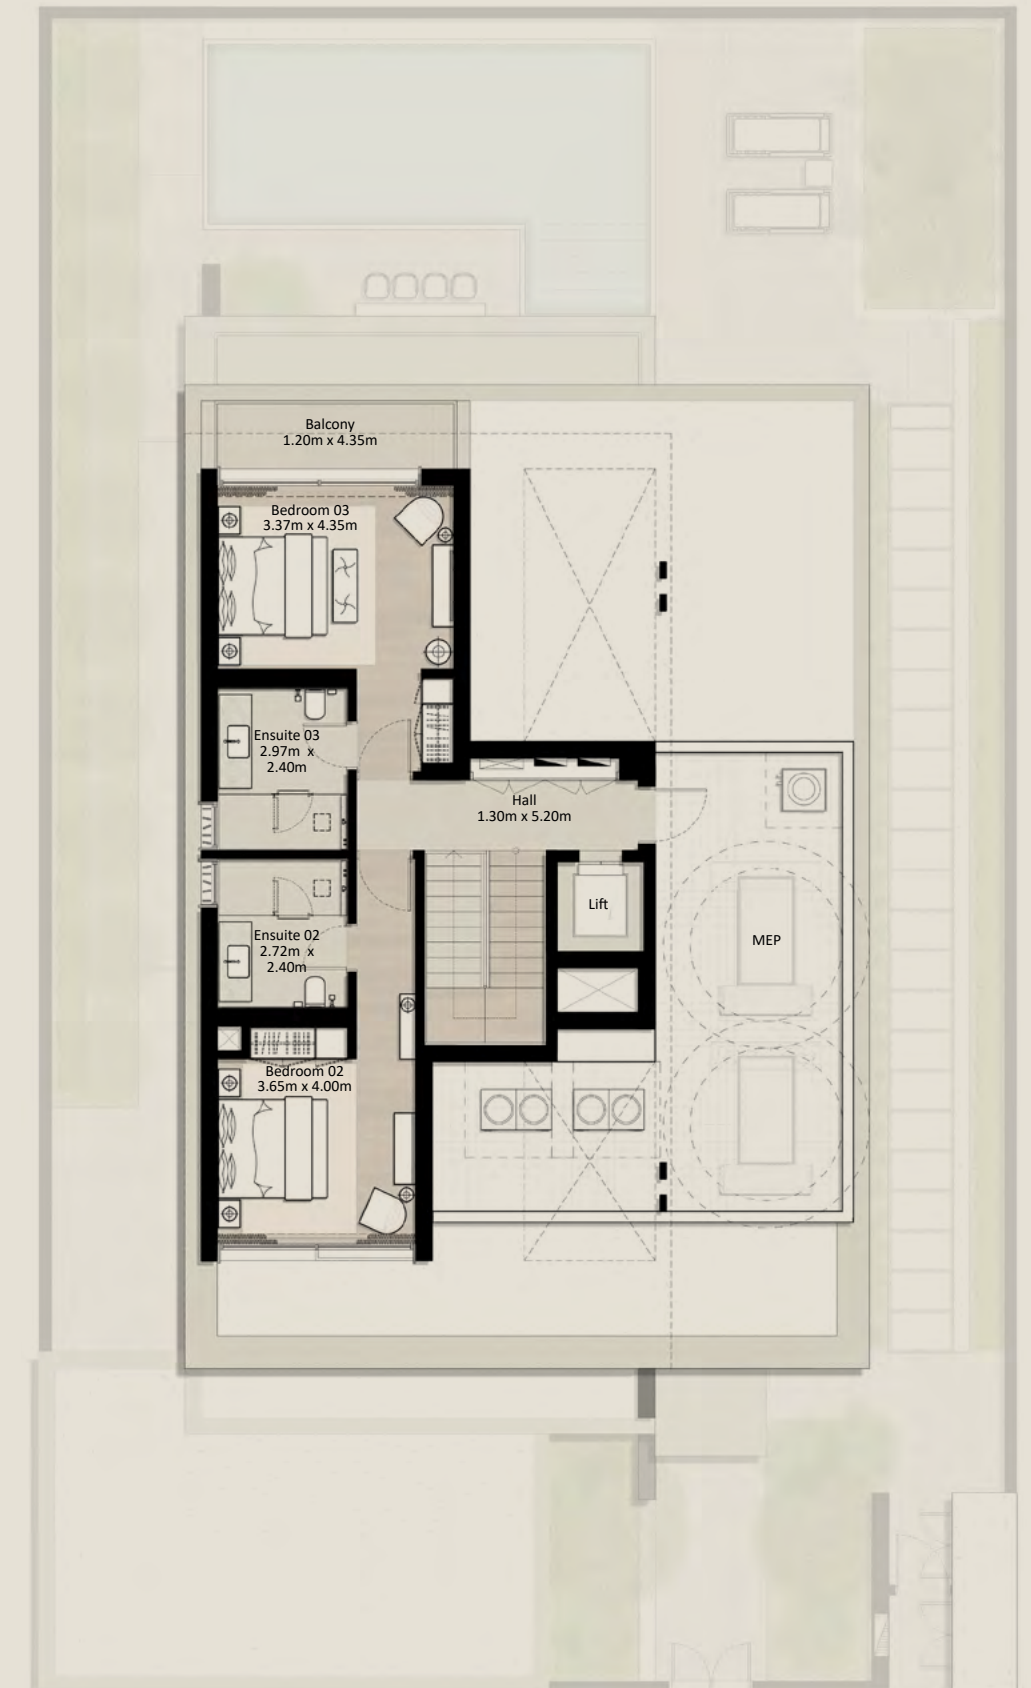 Balcony
1.20m x 4.35m
Bedroom 03
3.37m x 4.35m
Ensuite 03
2.97m x
2.40m
Hall
1.30m x 5.20m
Lift
MEP
Ensuite 02
2.72m x
2.40m
Bedroom 02
3.65m x 4.00m